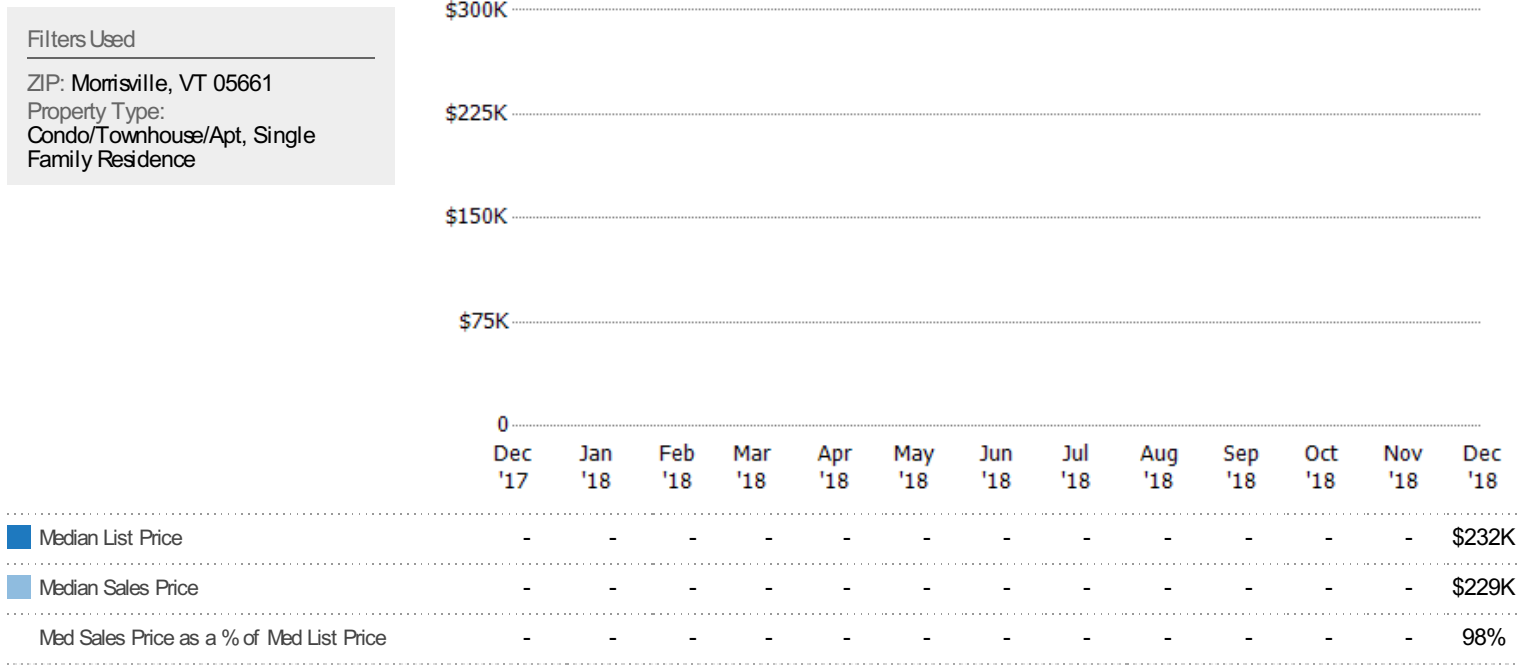 Filters Used
ZIP: Morrisville, VT 05661
Property Type:
Condo/Townhouse/Apt, Single
Family Residence
$300K
$225K
$150K
$75K
0
Dec Jan Feb Mar Apr May Jun Jul Aug Sep Oct Nov Dec
'17 '18 '18 '18 '18 '18 '18 '18 '18 '18 '18 '18 '18
Median List Price - - - - - - - - - - - - $232K
Median Sales Price - - - - - - - - - - - - $229K
Med Sales Price as a % of Med List Price - - - - - - - - - - - - 98%